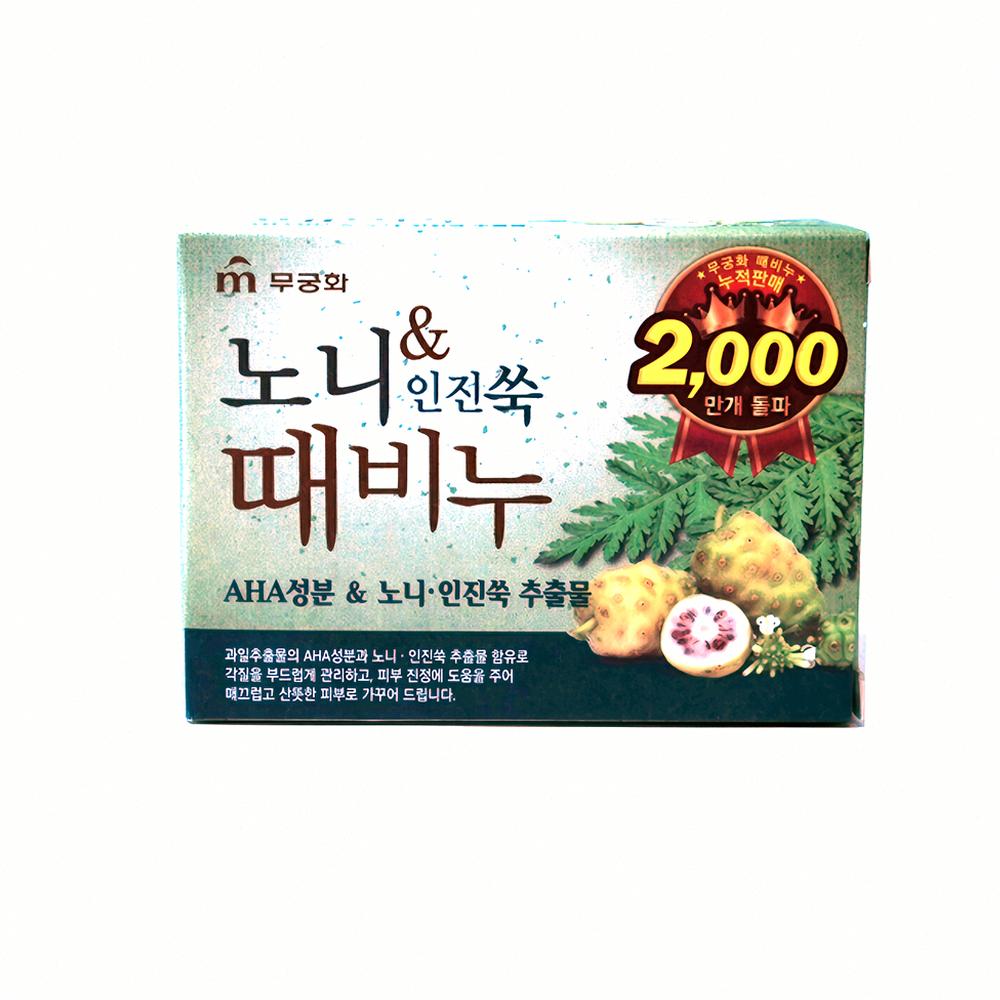 무궁화
노니&
인진쑥
때비누
AHA성분 & 노니·인진쑥 추출물
과일추출물의 AHA성분과 노니·인진쑥 추출물 함유로
각질을 부드럽게 관리하고, 피부 진정에 도움을 주어
매끄럽고 산뜻한 피부로 가꾸어 드립니다.
무궁화 때비누
누적판매
2,000
만개 돌파